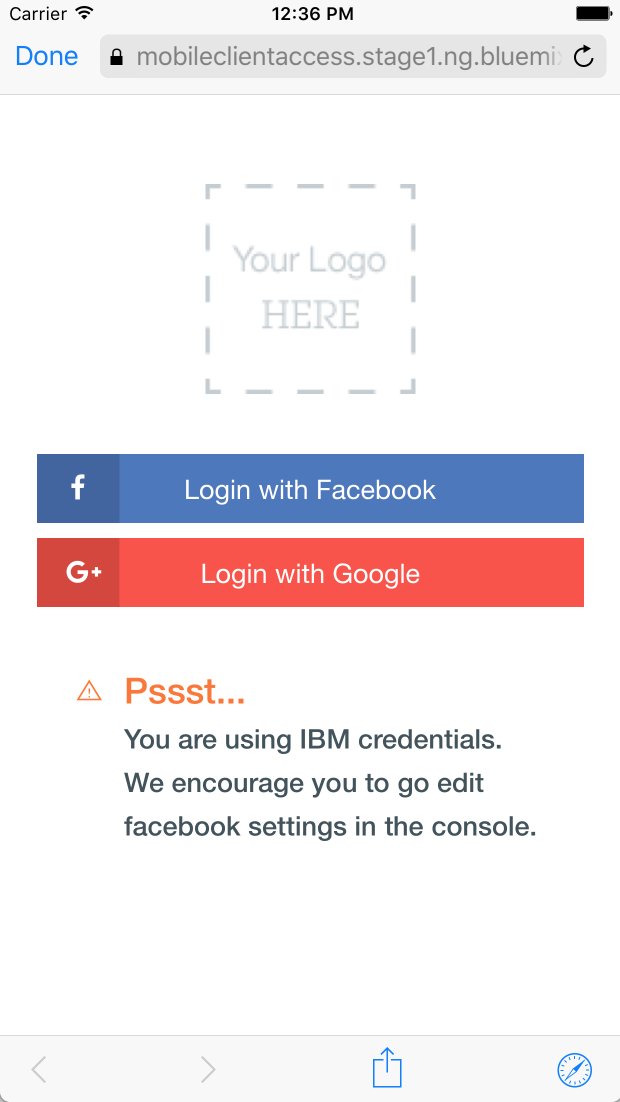 Carrier 12:36 PM
Done mobileclientaccess.stage1.ng.bluemi
Your Logo
HERE
f Login with Facebook
G+ Login with Google
Pssst...
You are using IBM credentials.
We encourage you to go edit
facebook settings in the console.